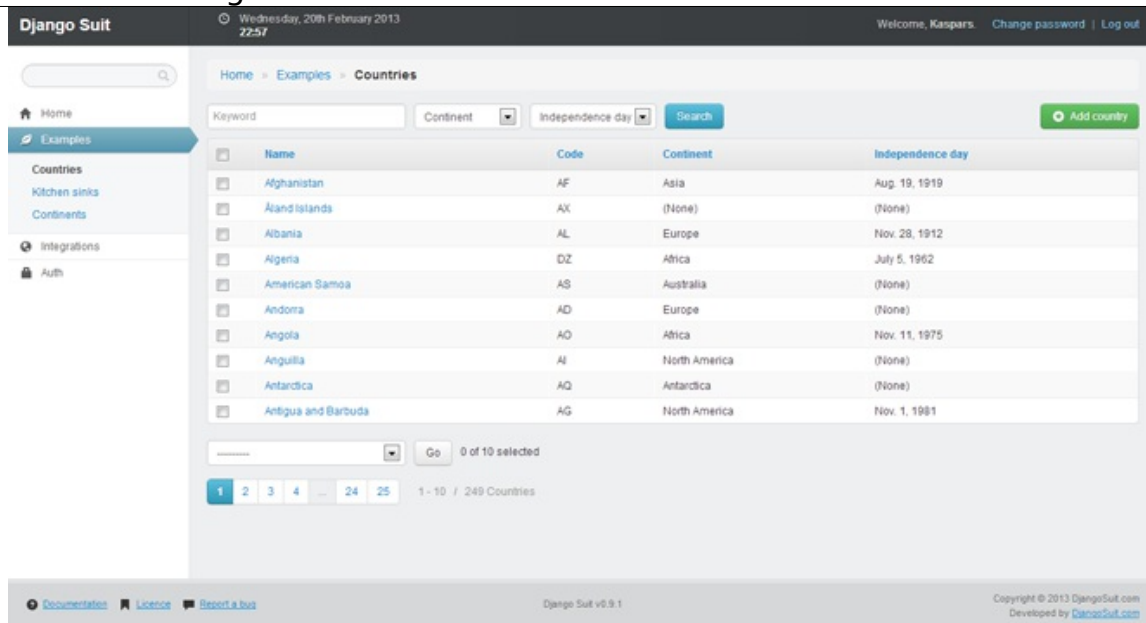 Django Suit
Wednesday, 20th February 2013
22:57
Welcome, Kaspars. Change password | Log out
Home » Examples » Countries
Home
Examples
Countries
Kitchen sinks
Continents
Integrations
Auth
Keyword Continent Independence day Search Add country
Name Code Continent Independence day
Afghanistan AF Asia Aug. 19, 1919
Åland Islands AX (None) (None)
Albania AL Europe Nov. 28, 1912
Algeria DZ Africa July 5, 1962
American Samoa AS Australia (None)
Andorra AD Europe (None)
Angola AO Africa Nov. 11, 1975
Anguilla AI North America (None)
Antarctica AQ Antarctica (None)
Antigua and Barbuda AG North America Nov. 1, 1981
--------- Go 0 of 10 selected
1 2 3 4 ... 24 25 1 - 10 / 249 Countries
Documentation Licence Report a bug
Django Suit v0.9.1
Copyright © 2013 DjangoSuit.com
Developed by DjangoSuit.com